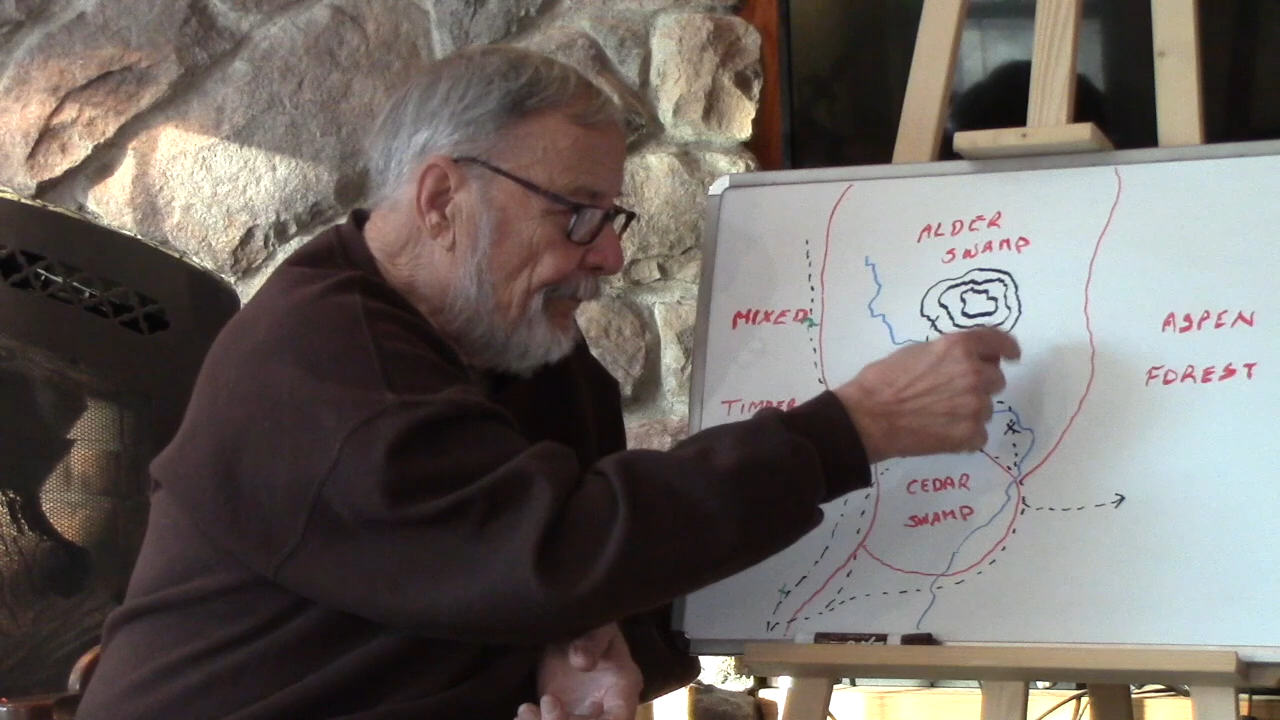 ALDER
SWAMP
MIXED
TIMBER
ASPEN
FOREST
CEDAR
SWAMP
X